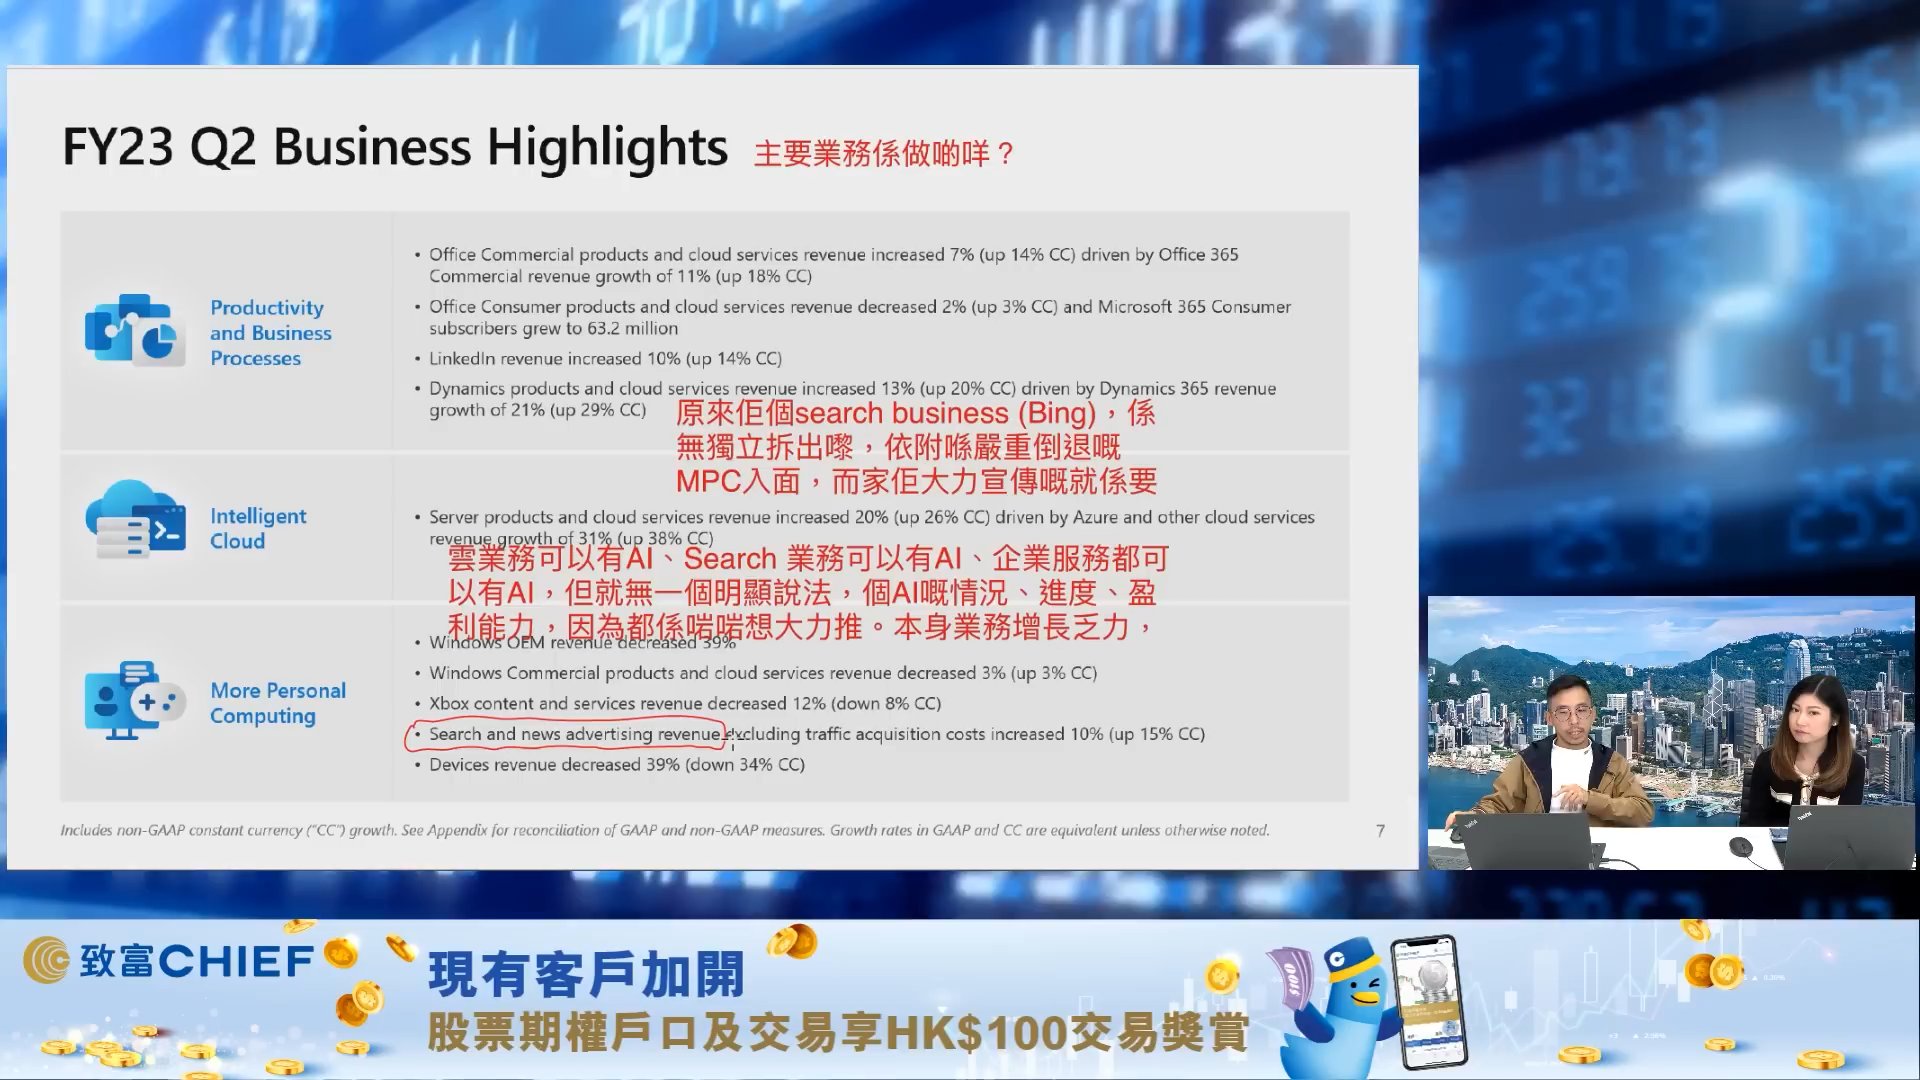 FY23 Q2 Business Highlights 主要業務係做啲咩？
Productivity
and Business
Processes
• Office Commercial products and cloud services revenue increased 7% (up 14% CC) driven by Office 365
Commercial revenue growth of 11% (up 18% CC)
• Office Consumer products and cloud services revenue decreased 2% (up 3% CC) and Microsoft 365 Consumer
subscribers grew to 63.2 million
• LinkedIn revenue increased 10% (up 14% CC)
• Dynamics products and cloud services revenue increased 13% (up 20% CC) driven by Dynamics 365 revenue
growth of 21% (up 29% CC)
原來佢個search business (Bing)，係
無獨立拆出嚟，依附喺嚴重倒退嘅
MPC入面，而家佢大力宣傳嘅就係要
Intelligent
Cloud
• Server products and cloud services revenue increased 20% (up 26% CC) driven by Azure and other cloud services
revenue growth of 31% (up 38% CC)
雲業務可以有AI、Search 業務可以有AI、企業服務都可
以有AI，但就無一個明顯說法，個AI嘅情況、進度、盈
利能力，因為都係啱啱想大力推。本身業務增長乏力，
More Personal
Computing
• Windows OEM revenue decreased 39%
• Windows Commercial products and cloud services revenue decreased 3% (up 3% CC)
• Xbox content and services revenue decreased 12% (down 8% CC)
• Search and news advertising revenue excluding traffic acquisition costs increased 10% (up 15% CC)
• Devices revenue decreased 39% (down 34% CC)
Includes non-GAAP constant currency ("CC") growth. See Appendix for reconciliation of GAAP and non-GAAP measures. Growth rates in GAAP and CC are equivalent unless otherwise noted.
7
致富CHIEF
現有客戶加開
股票期權戶口及交易享HK$100交易獎賞
$100